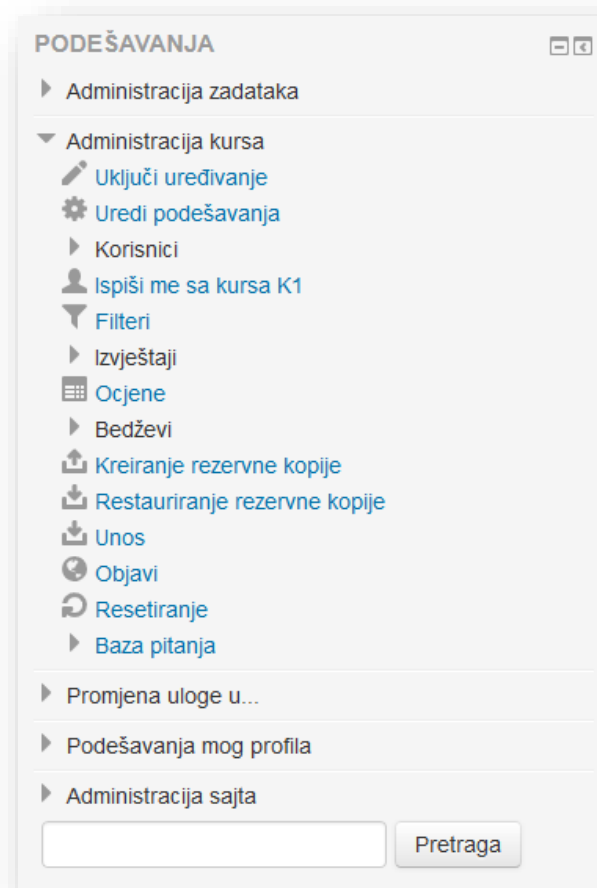 PODEŠAVANJA
Administracija zadataka
Administracija kursa
Uključi uređivanje
Uredi podešavanja
Korisnici
Ispiši me sa kursa K1
Filteri
Izvještaji
Ocjene
Bedževi
Kreiranje rezervne kopije
Restauriranje rezervne kopije
Unos
Objavi
Resetiranje
Baza pitanja
Promjena uloge u...
Podešavanja mog profila
Administracija sajta
Pretraga